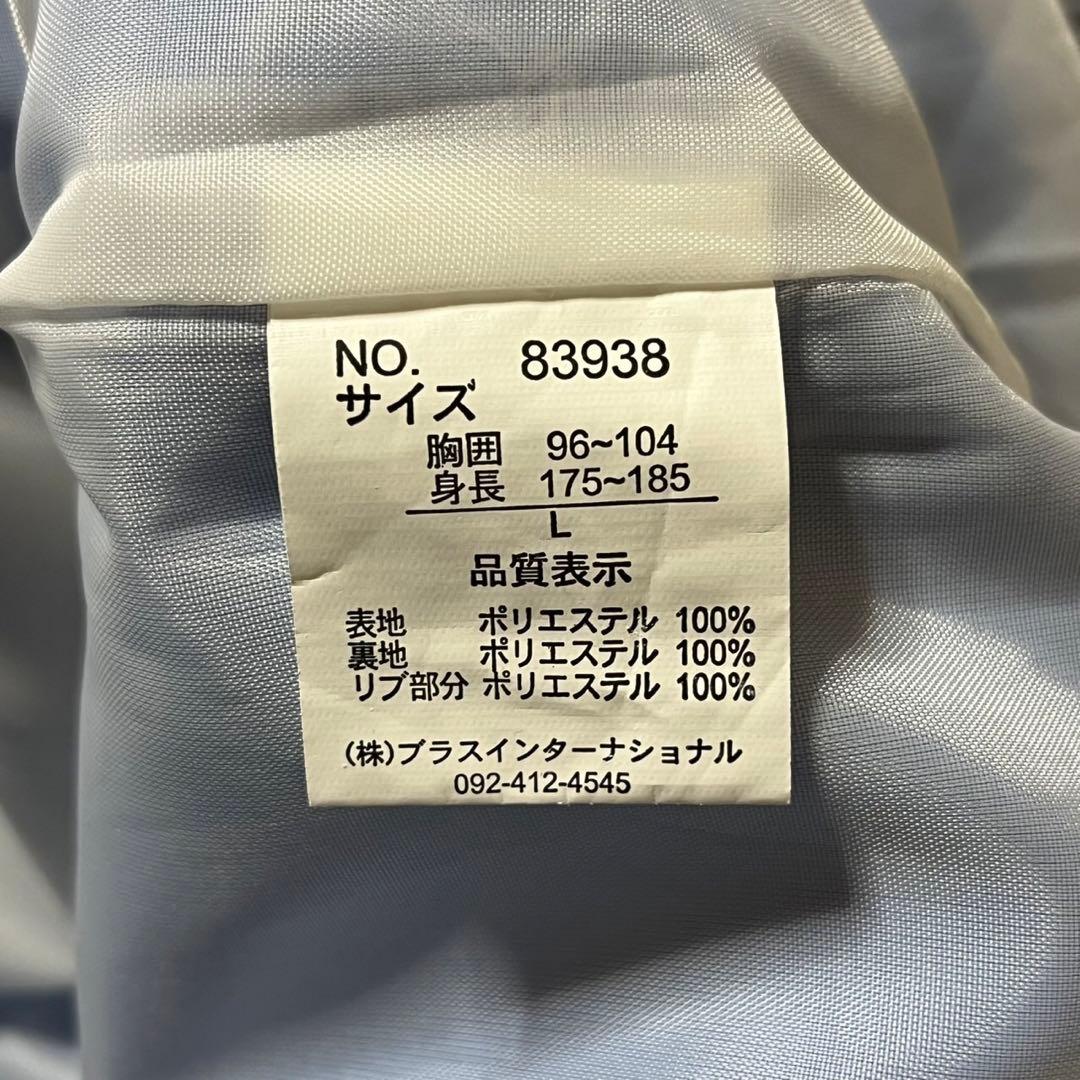 NO. 83938
サイズ
胸囲 96~104
身長 175~185
L
品質表示
表地 ポリエステル 100%
裏地 ポリエステル 100%
リブ部分 ポリエステル 100%
(株)ブラスインターナショナル
092-412-4545